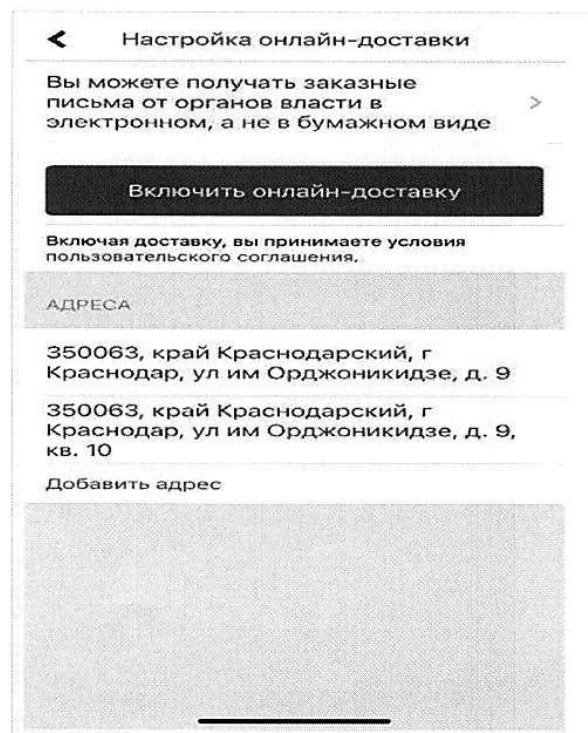 Настройка онлайн-доставки
Вы можете получать заказные
письма от органов власти в
электронном, а не в бумажном виде
Включить онлайн-доставку
Включая доставку, вы принимаете условия
пользовательского соглашения.
АДРЕСА
350063, край Краснодарский, г
Краснодар, ул им Орджоникидзе, д. 9
350063, край Краснодарский, г
Краснодар, ул им Орджоникидзе, д. 9,
кв. 10
Добавить адрес